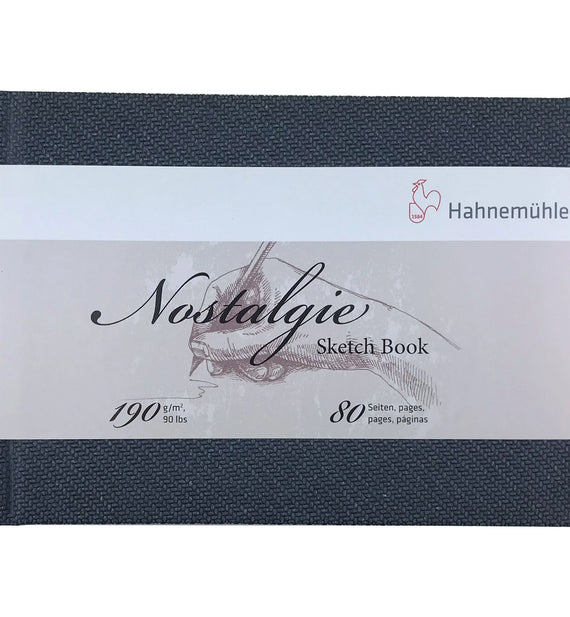 1584
Hahnemühle
Nostalgie
Sketch Book
190 g/m²,
90 lbs
80 Seiten, pages,
pages, páginas